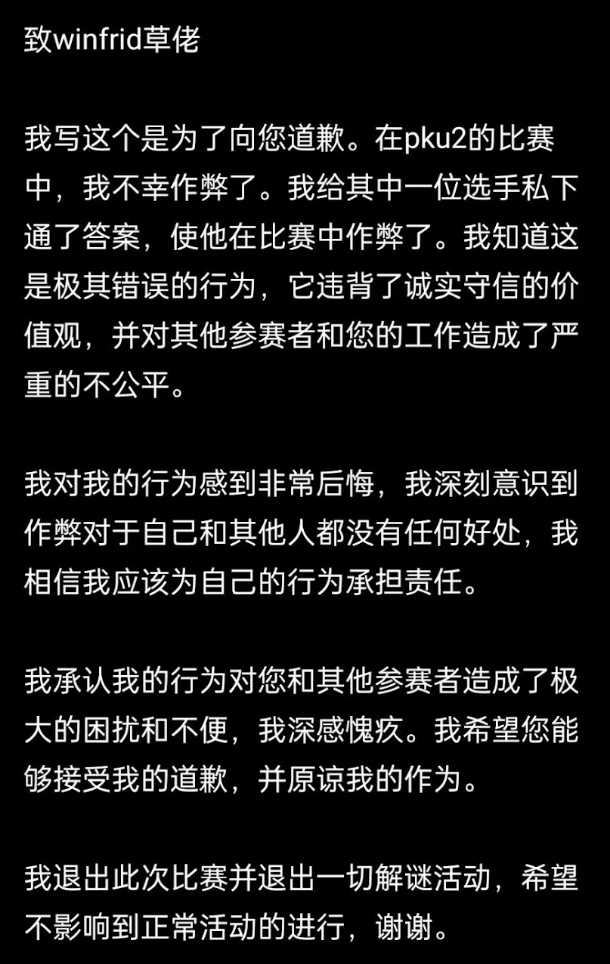 致winfrid草佬
我写这个是为了向您道歉。在pku2的比赛
中，我不幸作弊了。我给其中一位选手私下
通了答案，使他在比赛中作弊了。我知道这
是极其错误的行为，它违背了诚实守信的价
值观，并对其他参赛者和您的工作造成了严
重的不公平。
我对我的行为感到非常后悔，我深刻意识到
作弊对于自己和其他人都没有任何好处，我
相信我应该为自己的行为承担责任。
我承认我的行为对您和其他参赛者造成了极
大的困扰和不便，我深感愧疚。我希望您能
够接受我的道歉，并原谅我的作为。
我退出此次比赛并退出一切解谜活动，希望
不影响到正常活动的进行，谢谢。